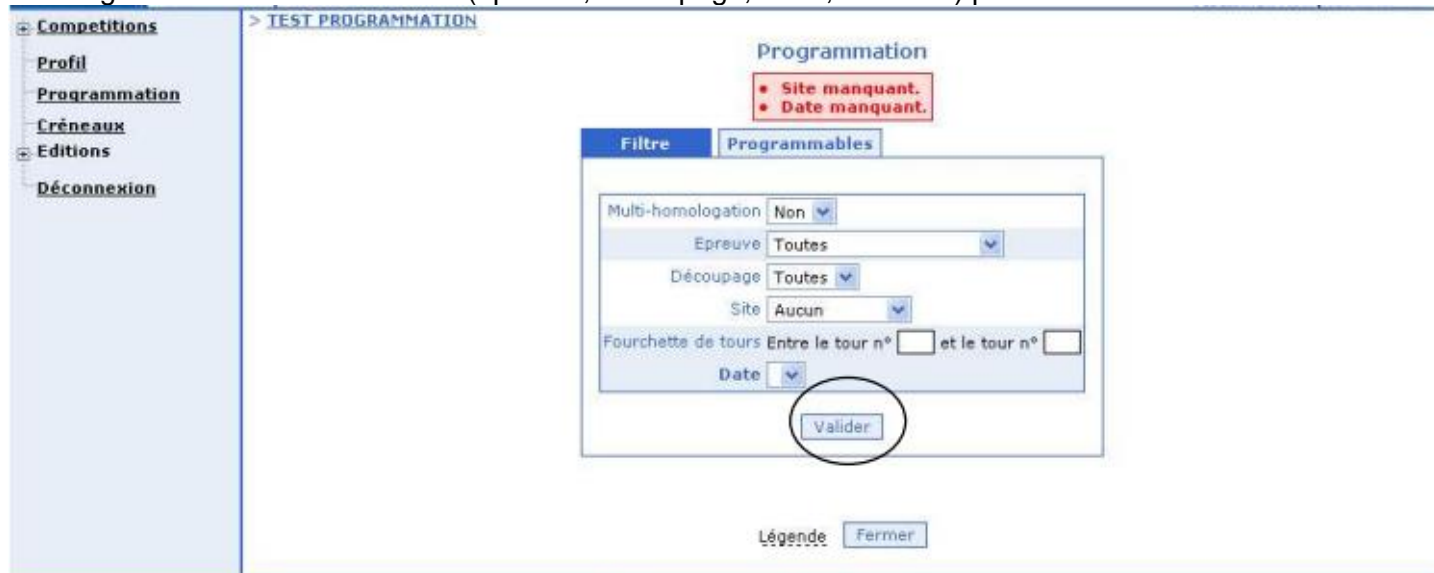 Competitions
Profil
Programmation
Créneaux
Editions
Déconnexion
> TEST PROGRAMMATION
Programmation
• Site manquant.
• Date manquant.
Filtre Programmables
Multi-homologation Non
Epreuve Toutes
Découpage Toutes
Site Aucun
Fourchette de tours Entre le tour n° et le tour n°
Date
Valider
Légende Fermer